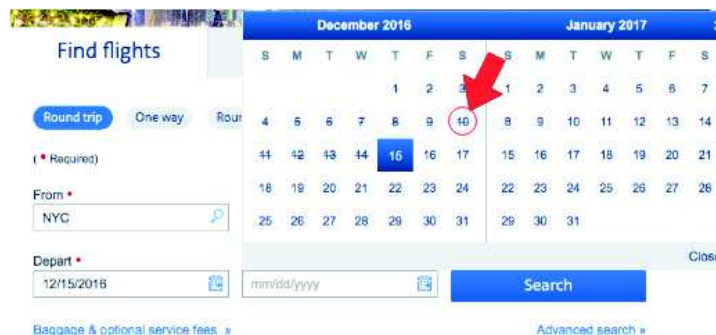 December 2016
January 2017
Find flights
S M T W T F S
S M T W T F S
1 2 3
1 2 3 4 5 6 7
Round trip One way Rour
4 5 6 7 8 9 10
8 9 10 11 12 13 14
(• Required)
11 12 13 14 15 16 17
15 16 17 18 19 20 21
From •
18 19 20 21 22 23 24
22 23 24 25 26 27 28
NYC
25 26 27 28 29 30 31
29 30 31
Depart •
Close
12/15/2016
mm/dd/yyyy
Search
Baggage & optional service fees »
Advanced search »